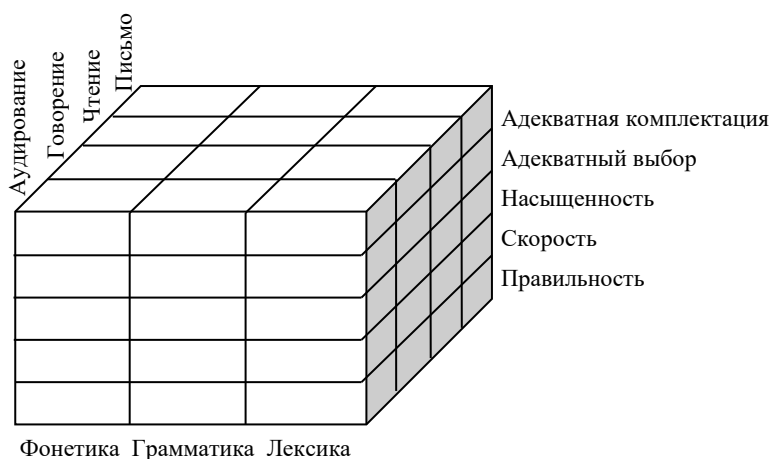 Аудирование
Говорение
Чтение
Письмо
Адекватная комплектация
Адекватный выбор
Насыщенность
Скорость
Правильность
Фонетика Грамматика Лексика